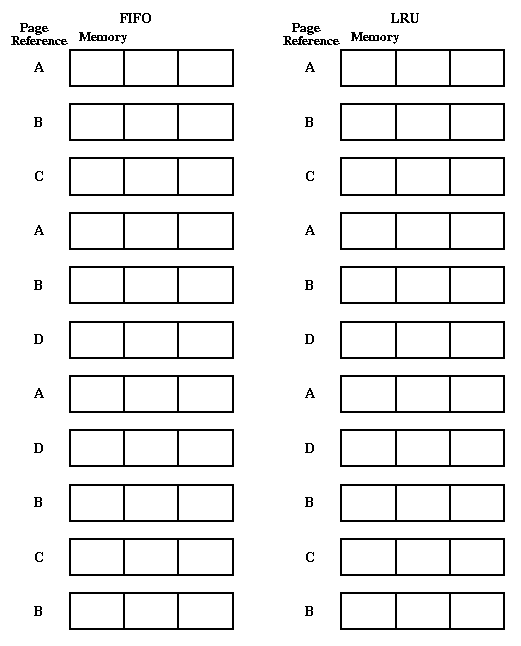 FIFO LRU
Page Page
Reference Memory Reference Memory
A A
B B
C C
A A
B B
D D
A A
D D
B B
C C
B B